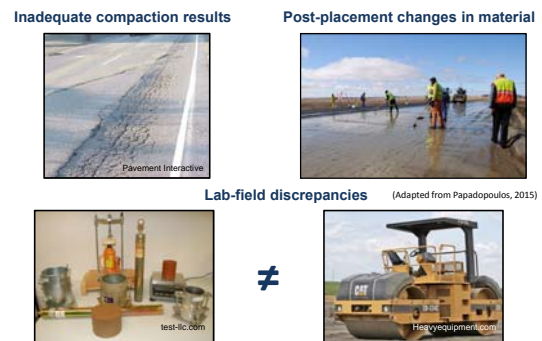 Inadequate compaction results
Post-placement changes in material
Pavement Interactive
Lab-field discrepancies
(Adapted from Papadopoulos, 2015)
≠
test-llc.com
CAT
Heavyequipment.com